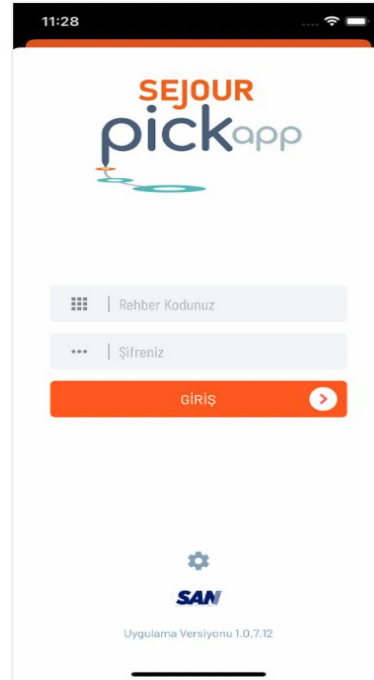 11:28
SEJOUR
pickapp
Rehber Kodunuz
Şifreniz
GİRİŞ
SAN
Uygulama Versiyonu 1.0.7.12